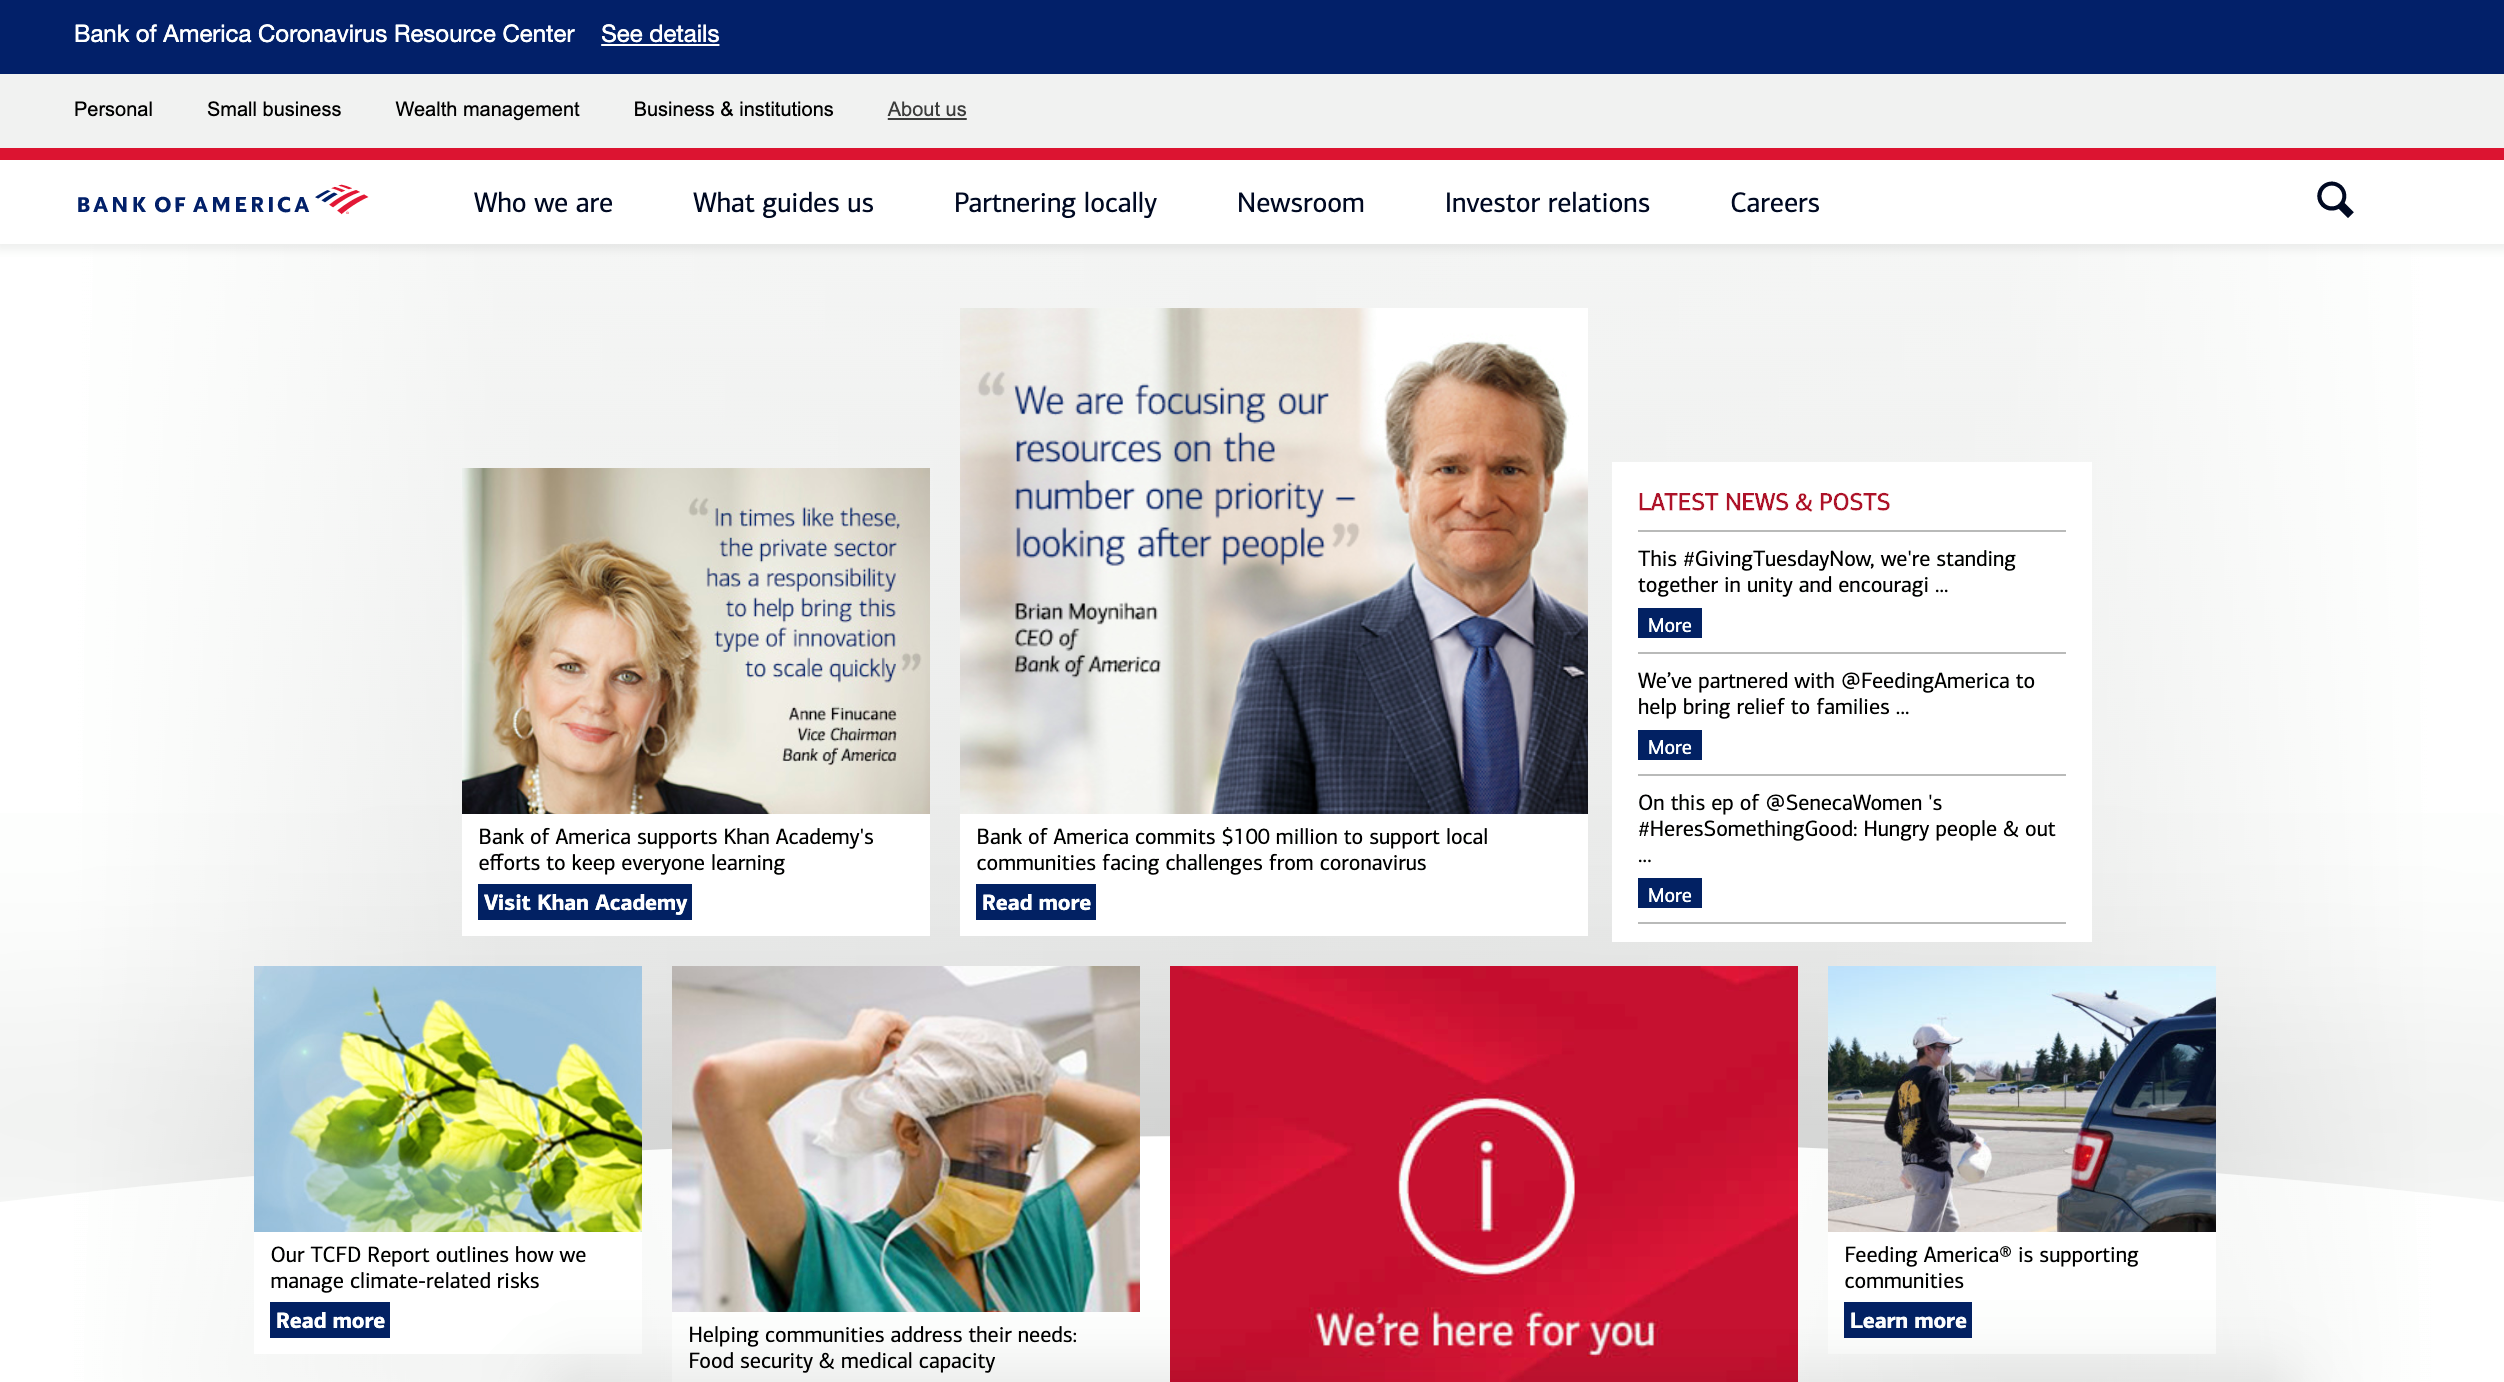 Bank of America Coronavirus Resource Center See details
Personal Small business Wealth management Business & institutions About us
BANK OF AMERICA Who we are What guides us Partnering locally Newsroom Investor relations Careers
“In times like these,
the private sector
has a responsibility
to help bring this
type of innovation
to scale quickly”
Anne Finucane
Vice Chairman
Bank of America
Bank of America supports Khan Academy's
efforts to keep everyone learning
Visit Khan Academy
“We are focusing our
resources on the
number one priority –
looking after people”
Brian Moynihan
CEO of
Bank of America
Bank of America commits $100 million to support local
communities facing challenges from coronavirus
Read more
LATEST NEWS & POSTS
This #GivingTuesdayNow, we're standing
together in unity and encouragi ...
More
We’ve partnered with @FeedingAmerica to
help bring relief to families ...
More
On this ep of @SenecaWomen 's
#HeresSomethingGood: Hungry people & out
...
More
Our TCFD Report outlines how we
manage climate-related risks
Read more
Helping communities address their needs:
Food security & medical capacity
i
We’re here for you
Feeding America® is supporting
communities
Learn more